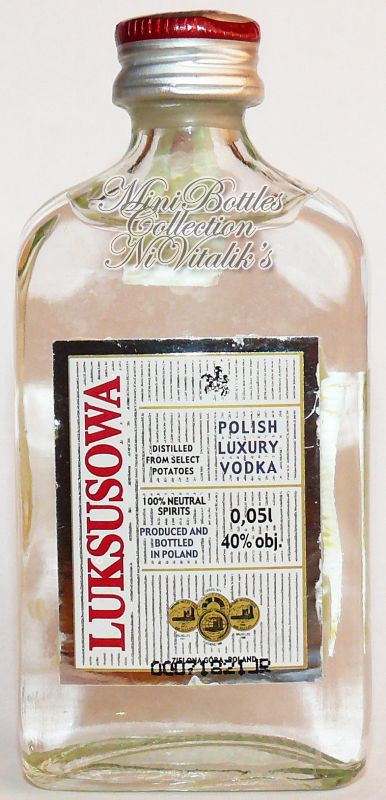 Mini Bottles
Collection
NiVitalik's
LUKSUSOWA
POLISH
LUXURY
VODKA
DISTILLED
FROM SELECT
POTATOES
100% NEUTRAL
SPIRITS
PRODUCED AND
BOTTLED
IN POLAND
0,05l
40% obj.
ZIELONA GÓRA, POLAND